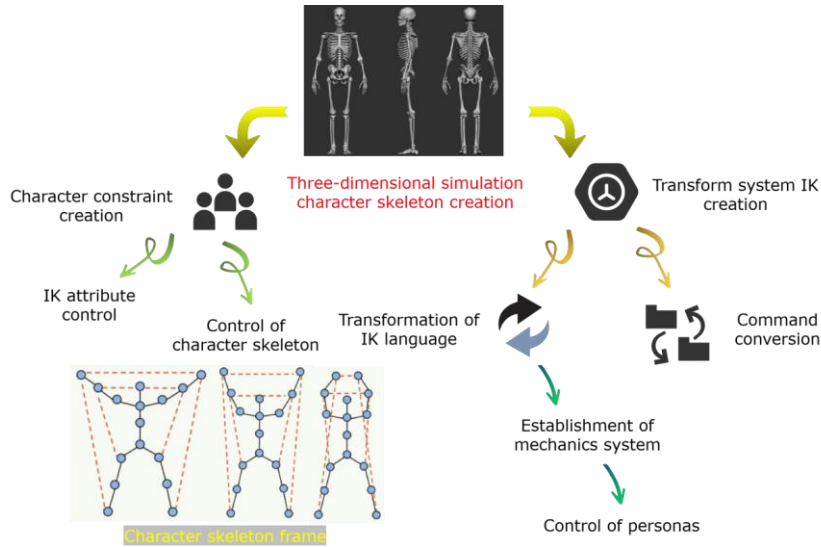 Three-dimensional simulation
character skeleton creation
Character constraint
creation
Transform system IK
creation
IK attribute
control
Control of
character skeleton
Transformation of
IK language
Command
conversion
Establishment of
mechanics system
Control of personas
Character skeleton frame